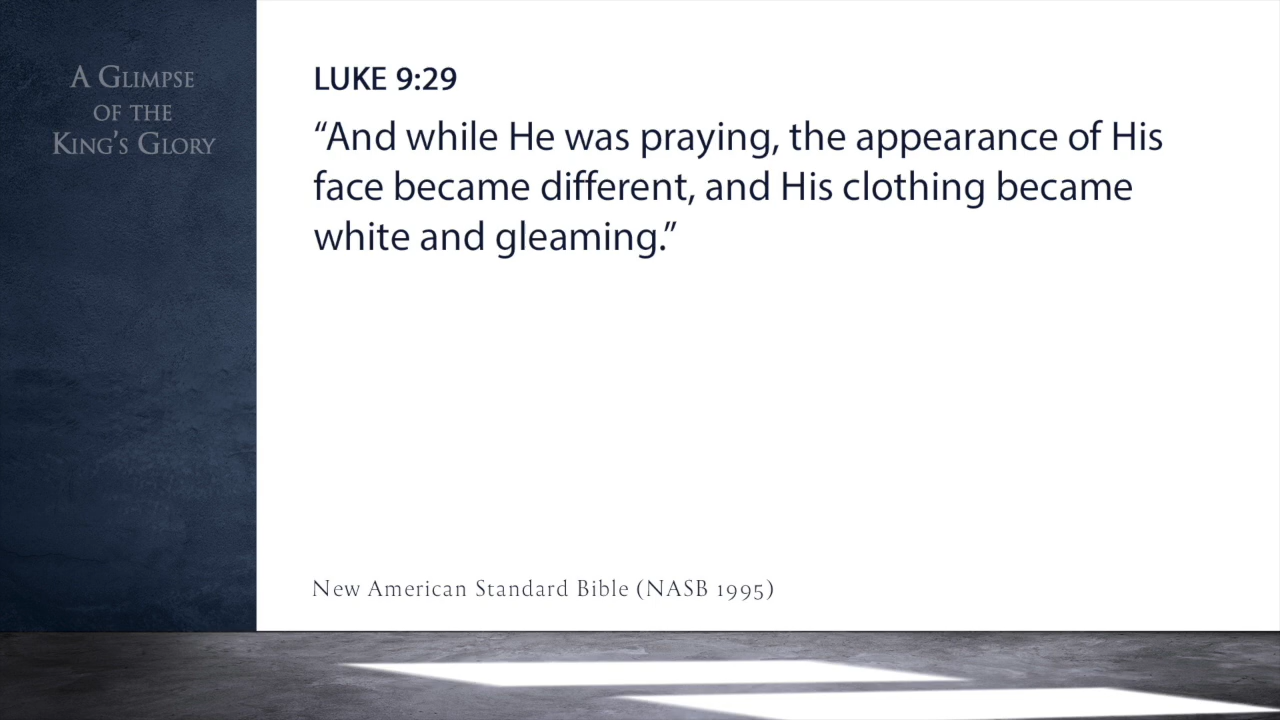 A Glimpse
of the
King’s Glory
LUKE 9:29
“And while He was praying, the appearance of His
face became different, and His clothing became
white and gleaming.”
New American Standard Bible (NASB 1995)